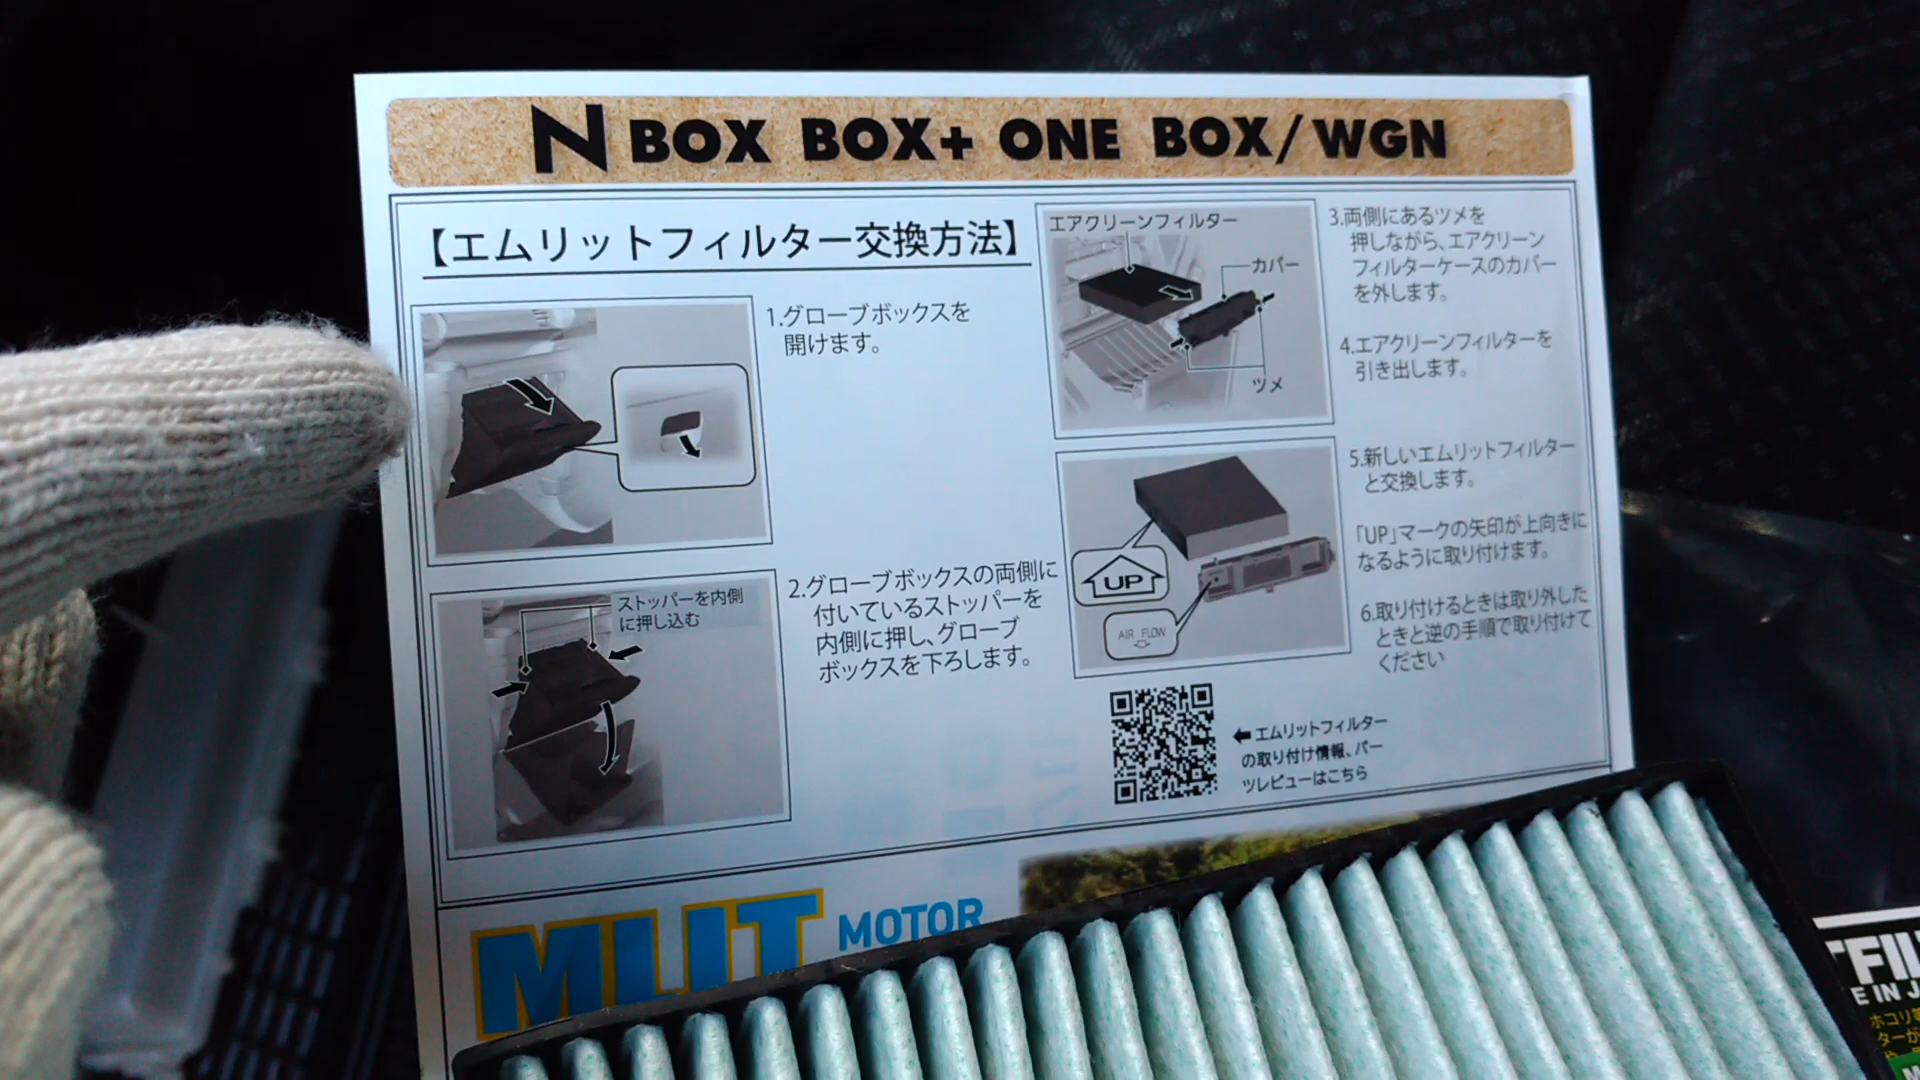 N BOX BOX+ ONE BOX/WGN
【エムリットフィルター交換方法】
1.グローブボックスを
開けます。
ストッパーを内側
に押し込む
2.グローブボックスの両側に
付いているストッパーを
内側に押し、グローブ
ボックスを下ろします。
エアクリーンフィルター
カバー
ツメ
3.両側にあるツメを
押しながら、エアクリーン
フィルターケースのカバー
を外します。
4.エアクリーンフィルターを
引き出します。
UP
AIR FLOW
5.新しいエムリットフィルター
と交換します。
「UP」マークの矢印が上向きに
なるように取り付けます。
6.取り付けるときは取り外した
ときと逆の手順で取り付けて
ください
←エムリットフィルター
の取り付け情報、パー
ツレビューはこちら
MLIT MOTOR